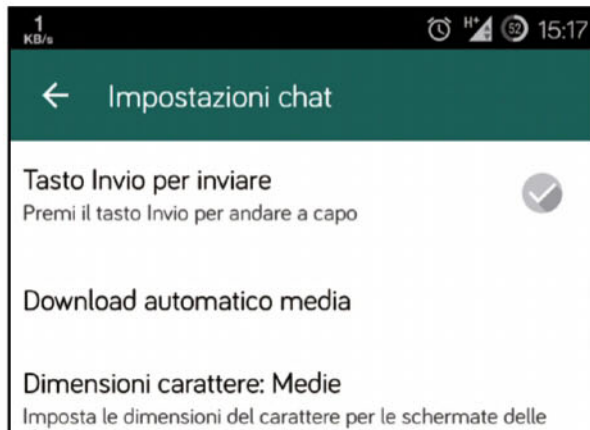 1
KB/s
H+ 52 15:17
Impostazioni chat
Tasto Invio per inviare
Premi il tasto Invio per andare a capo
Download automatico media
Dimensioni carattere: Medie
Imposta le dimensioni del carattere per le schermate delle